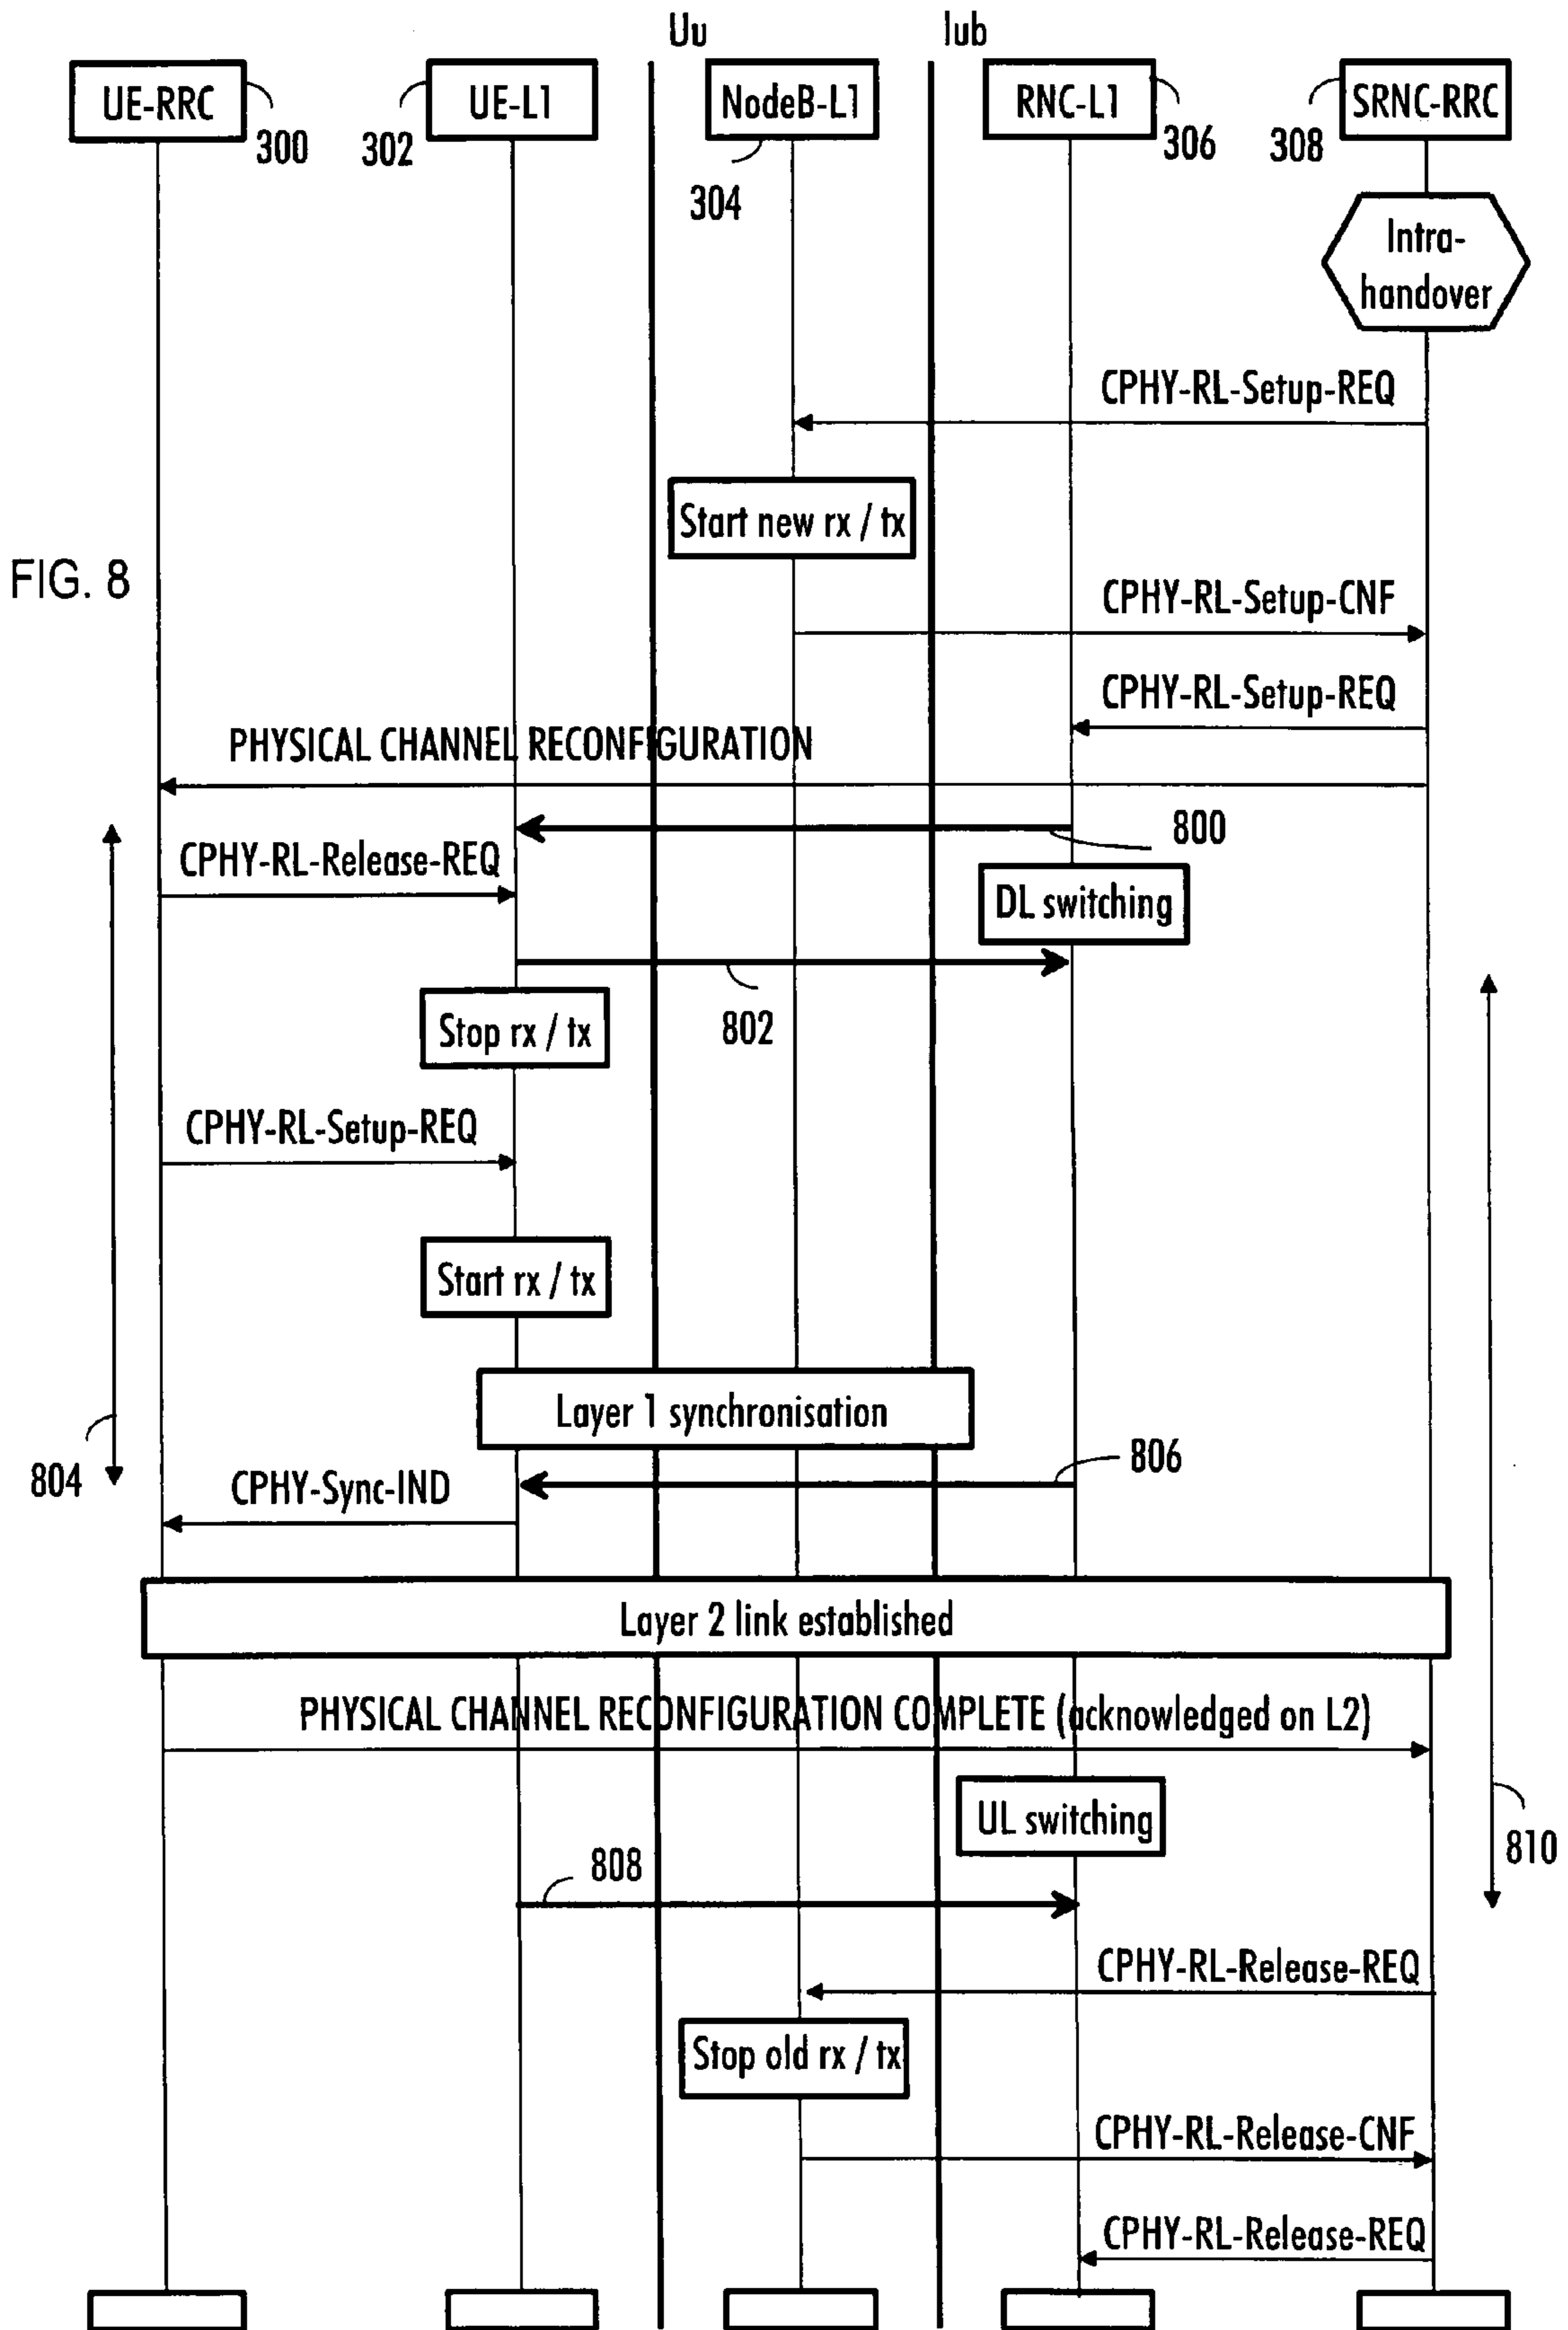 Uu
Iub
UE-RRC
UE-L1
NodeB-L1
RNC-L1
SRNC-RRC
300
302
304
306
308
Intra-
handover
CPHY-RL-Setup-REQ
Start new rx / tx
FIG. 8
CPHY-RL-Setup-CNF
CPHY-RL-Setup-REQ
PHYSICAL CHANNEL RECONFIGURATION
800
CPHY-RL-Release-REQ
DL switching
802
Stop rx / tx
CPHY-RL-Setup-REQ
Start rx / tx
Layer 1 synchronisation
806
804
CPHY-Sync-IND
Layer 2 link established
PHYSICAL CHANNEL RECONFIGURATION COMPLETE (acknowledged on L2)
UL switching
810
808
CPHY-RL-Release-REQ
Stop old rx / tx
CPHY-RL-Release-CNF
CPHY-RL-Release-REQ